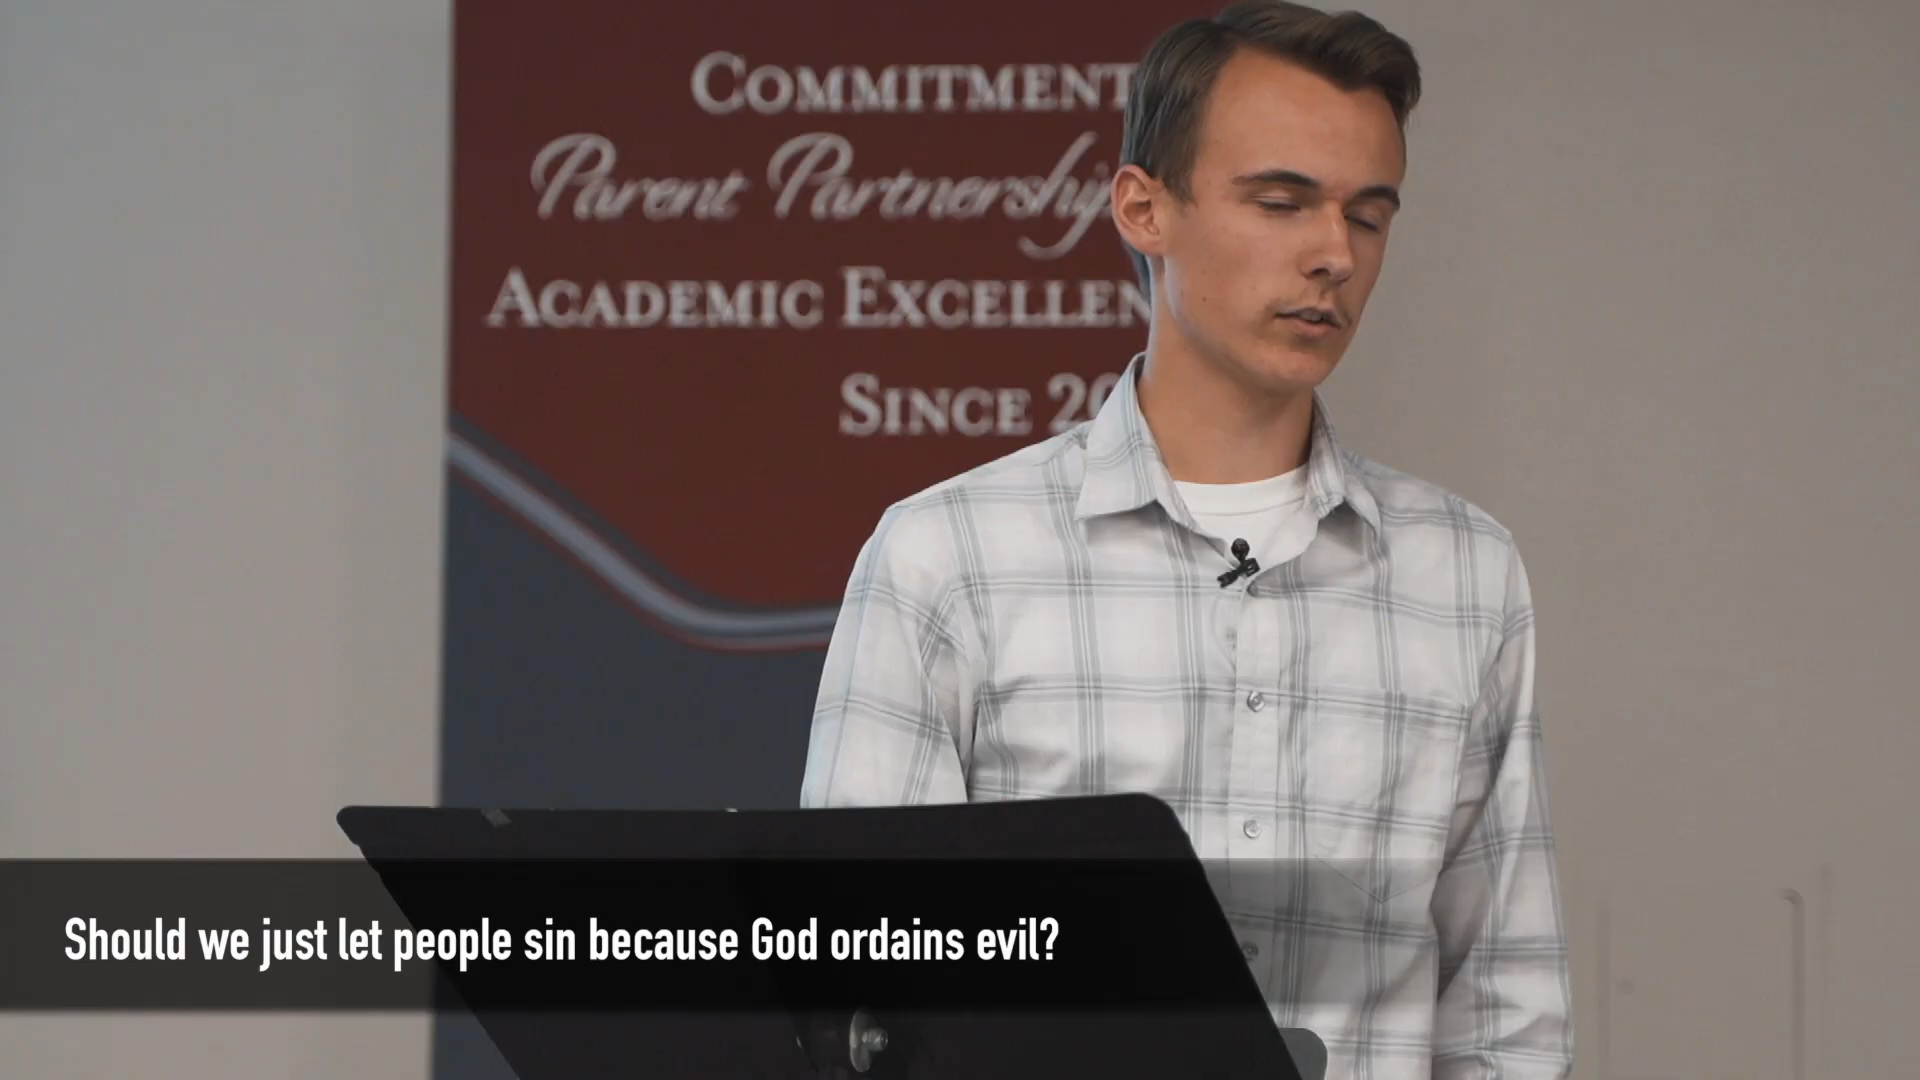 COMMITMENT
Parent Partnership
ACADEMIC EXCELLEN
SINCE 20
Should we just let people sin because God ordains evil?